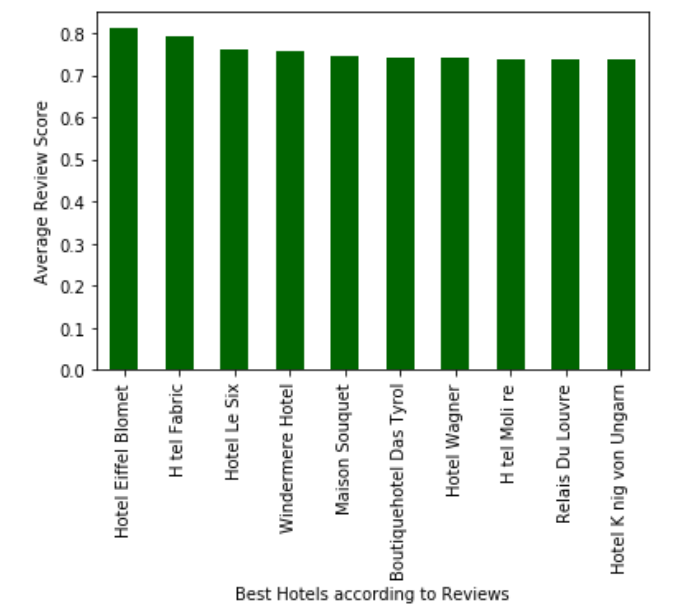 Average Review Score
0.8
0.7
0.6
0.5
0.4
0.3
0.2
0.1
0.0
Hotel Eiffel Blomet
H tel Fabric
Hotel Le Six
Windermere Hotel
Maison Souquet
Boutiquehotel Das Tyrol
Hotel Wagner
H tel Moli re
Relais Du Louvre
Hotel K nig von Ungarn
Best Hotels according to Reviews